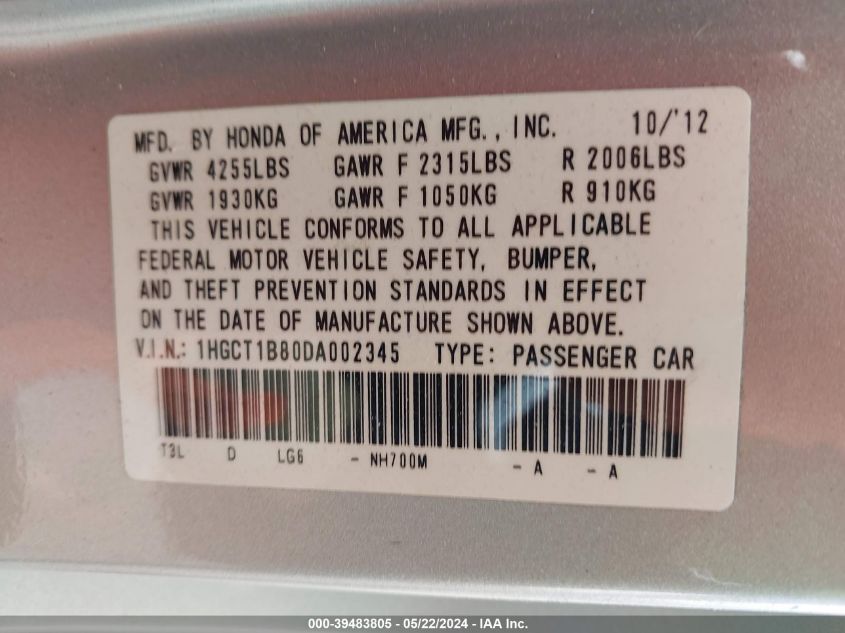 MFD. BY HONDA OF AMERICA MFG., INC. 10/'12
GVWR 4255LBS GAWR F 2315LBS R 2006LBS
GVWR 1930KG GAWR F 1050KG R 910KG
THIS VEHICLE CONFORMS TO ALL APPLICABLE
FEDERAL MOTOR VEHICLE SAFETY, BUMPER,
AND THEFT PREVENTION STANDARDS IN EFFECT
ON THE DATE OF MANUFACTURE SHOWN ABOVE.
V.I.N.: 1HGCT1B80DA002345 TYPE: PASSENGER CAR
T3L D LG6 - NH700M - A - A
000-39483805 - 05/22/2024 - IAA Inc.